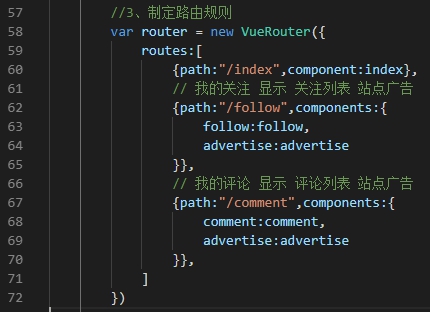 57 //3、制定路由规则
58 var router = new VueRouter({
59 routes:[
60 {path:"/index",component:index},
61 // 我的关注 显示 关注列表 站点广告
62 {path:"/follow",components:{
63 follow:follow,
64 advertise:advertise
65 }},
66 // 我的评论 显示 评论列表 站点广告
67 {path:"/comment",components:{
68 comment:comment,
69 advertise:advertise
70 }},
71 ]
72 })